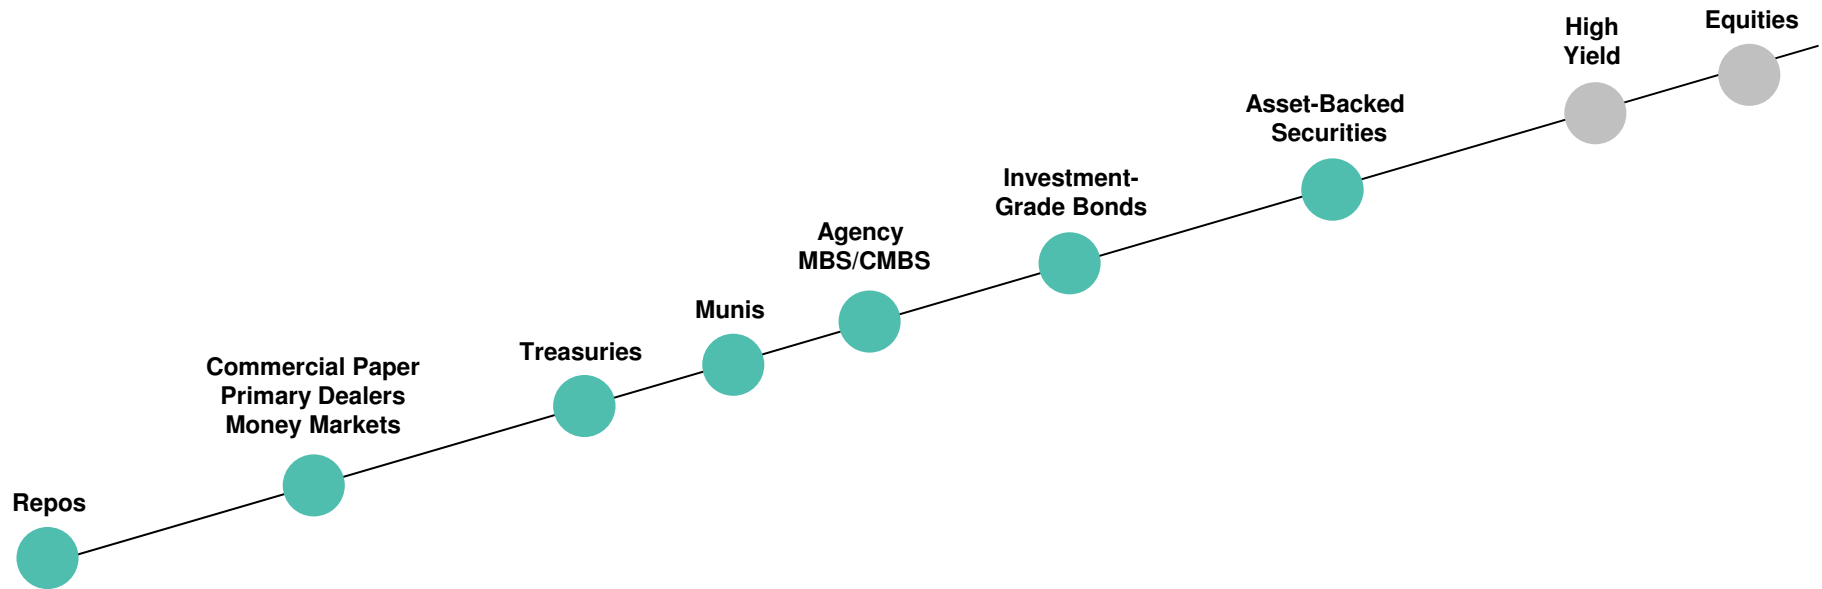 Repos
Commercial Paper
Primary Dealers
Money Markets
Treasuries
Munis
Agency
MBS/CMBS
Investment-
Grade Bonds
Asset-Backed
Securities
High
Yield
Equities